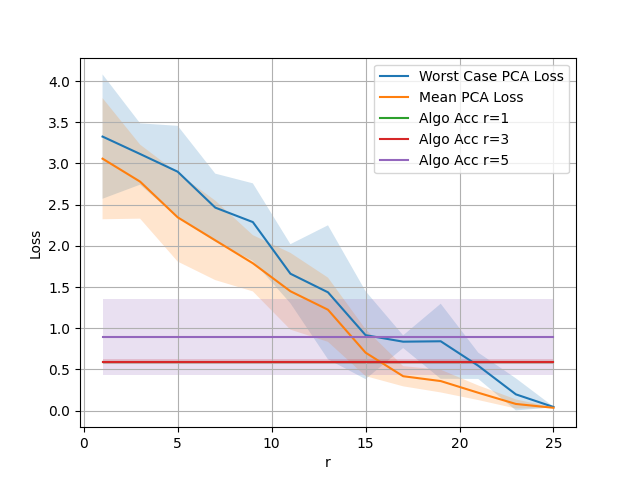 4.0
3.5
3.0
2.5
2.0
1.5
1.0
0.5
0.0
Loss
0
5
10
15
20
25
r
Worst Case PCA Loss
Mean PCA Loss
Algo Acc r=1
Algo Acc r=3
Algo Acc r=5